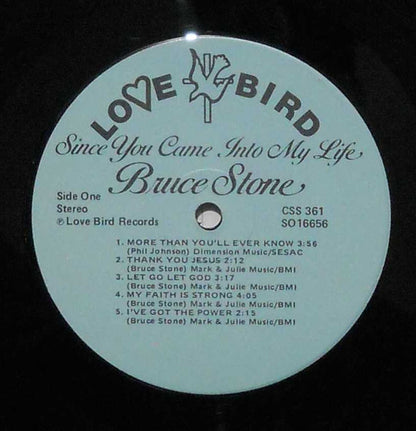 LOVE BIRD
Since You Came Into My Life
Bruce Stone
Side One
Stereo
℗Love Bird Records
CSS 361
SO16656
1. MORE THAN YOU'LL EVER KNOW 3:56
(Phil Johnson) Dimension Music/SESAC
2. THANK YOU JESUS 2:12
(Bruce Stone) Mark & Julie Music/BMI
3. LET GO LET GOD 3:17
(Bruce Stone) Mark & Julie Music/BMI
4. MY FAITH IS STRONG 4:05
(Bruce Stone) Mark & Julie Music/BMI
5. I'VE GOT THE POWER 2:15
(Bruce Stone) Mark & Julie Music/BMI